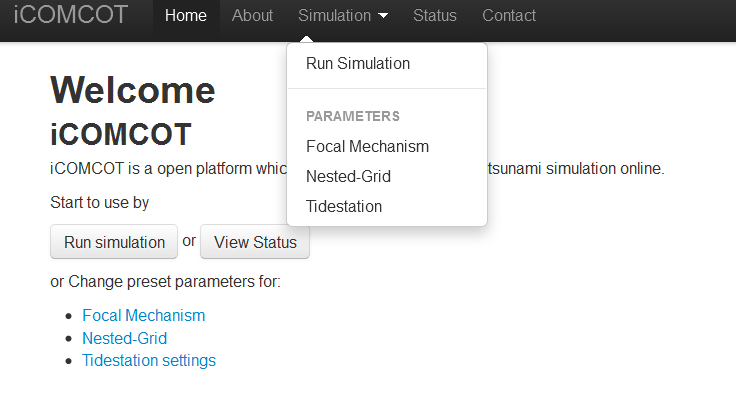 iCOMCOT Home About Simulation Status Contact
Run Simulation
PARAMETERS
Focal Mechanism
Nested-Grid
Tidestation
Welcome
iCOMCOT
iCOMCOT is a open platform tsunami simulation online.
Start to use by
Run simulation or View Status
or Change preset parameters for:
Focal Mechanism
Nested-Grid
Tidestation settings